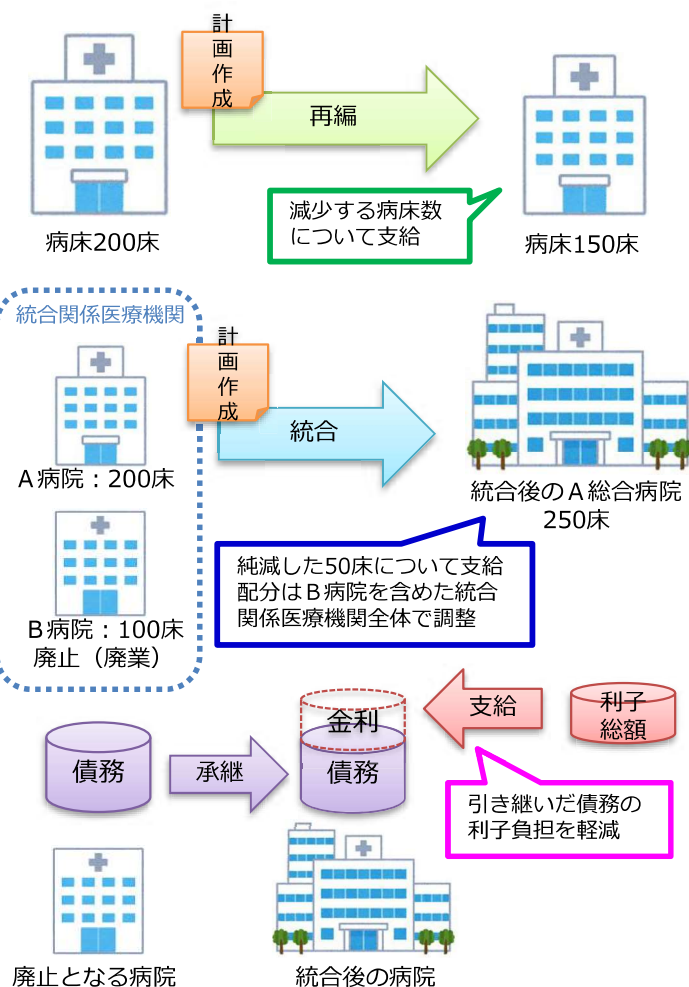 計画作成
再編
減少する病床数
について支給
病床200床
病床150床
統合関係医療機関
計画作成
統合
A病院：200床
統合後のA総合病院
250床
純減した50床について支給
配分はB病院を含めた統合
関係医療機関全体で調整
B病院：100床
廃止（廃業）
金利
支給
利子
総額
債務
承継
債務
引き継いだ債務の
利子負担を軽減
廃止となる病院
統合後の病院